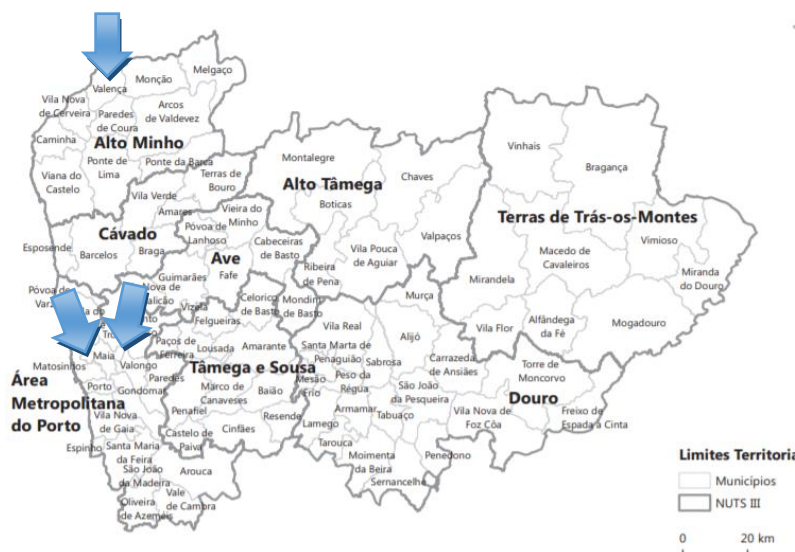 Melgaço
Monção
Valença
Vila Nova
de Cerveira
Arcos
de Valdevez
Paredes
de Coura
Caminha
Alto Minho
Ponte de
Lima
Ponte da Barca
Viana do
Castelo
Terras de
Bouro
Vila Verde
Amares
Cávado
Esposende
Barcelos
Braga
Vieira do
Minho
Póvoa de
Lanhoso
Cabeceiras
de Basto
Ave
Fafe
Guimarães
Vizela
Montalegre
Chaves
Alto Tâmega
Boticas
Valpaços
Vila Pouca
de Aguiar
Ribeira
de Pena
Vinhais
Bragança
Terras de Trás-os-Montes
Vimioso
Macedo de
Cavaleiros
Miranda
do Douro
Mirandela
Vila Flor
Alfândega
da Fé
Mogadouro
Póvoa de
Nova de
Celorico
de Basto
Mondim
de Basto
Felgueiras
Paços de
Ferreira
Lousada
Amarante
Tâmega e Sousa
Marco de
Canaveses
Baião
Penafiel
Resende
Cinfães
Castelo de
Paiva
Matosinhos
Maia
Valongo
Paredes
Porto
Gondomar
Área
Metropolitana
do Porto
Vila Nova
de Gaia
Espinho
Santa Maria
da Feira
São João
da Madeira
Arouca
Oliveira
de Azeméis
Vale
de Cambra
Murça
Vila Real
Alijó
Santa Marta de
Penaguião
Sabrosa
Carrazeda
de Ansiães
Mesão
Frio
Peso da
Régua
São João
da Pesqueira
Armamar
Tabuaço
Lamego
Tarouca
Moimenta
da Beira
Penedono
Sernancelhe
Torre de
Moncorvo
Douro
Vila Nova de
Foz Côa
Freixo de
Espada à Cinta
Limites Territoria
Municípios
NUTS III
0 20 km